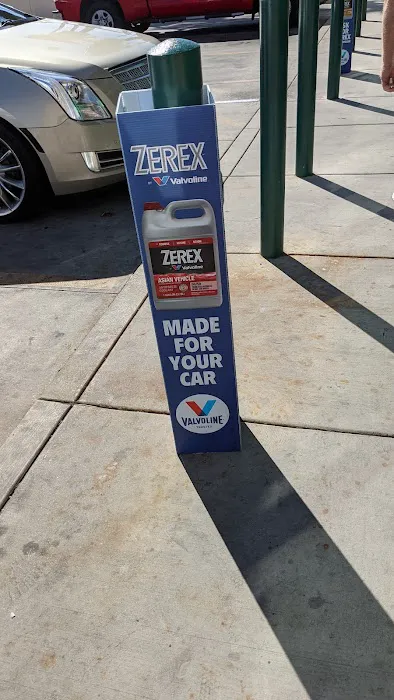 ZEREX
by Valvoline
ZEREX
Valvoline
ASIAN VEHICLE
MADE
FOR
YOUR
CAR
VALVOLINE